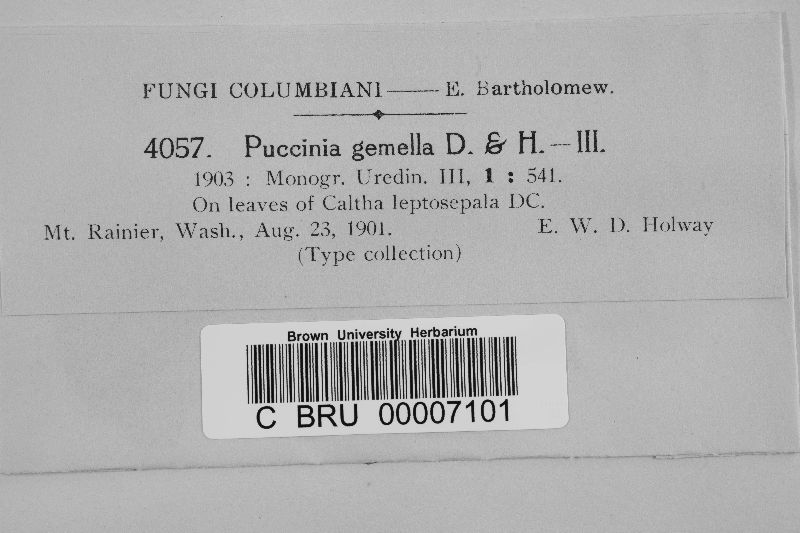 FUNGI COLUMBIANI —— E. Bartholomew.
4057. Puccinia gemella D. & H. — III.
1903 : Monogr. Uredin. III, 1 : 541.
On leaves of Caltha leptosepala DC.
Mt. Rainier, Wash., Aug. 23, 1901. E. W. D. Holway
(Type collection)
Brown University Herbarium
C BRU 00007101